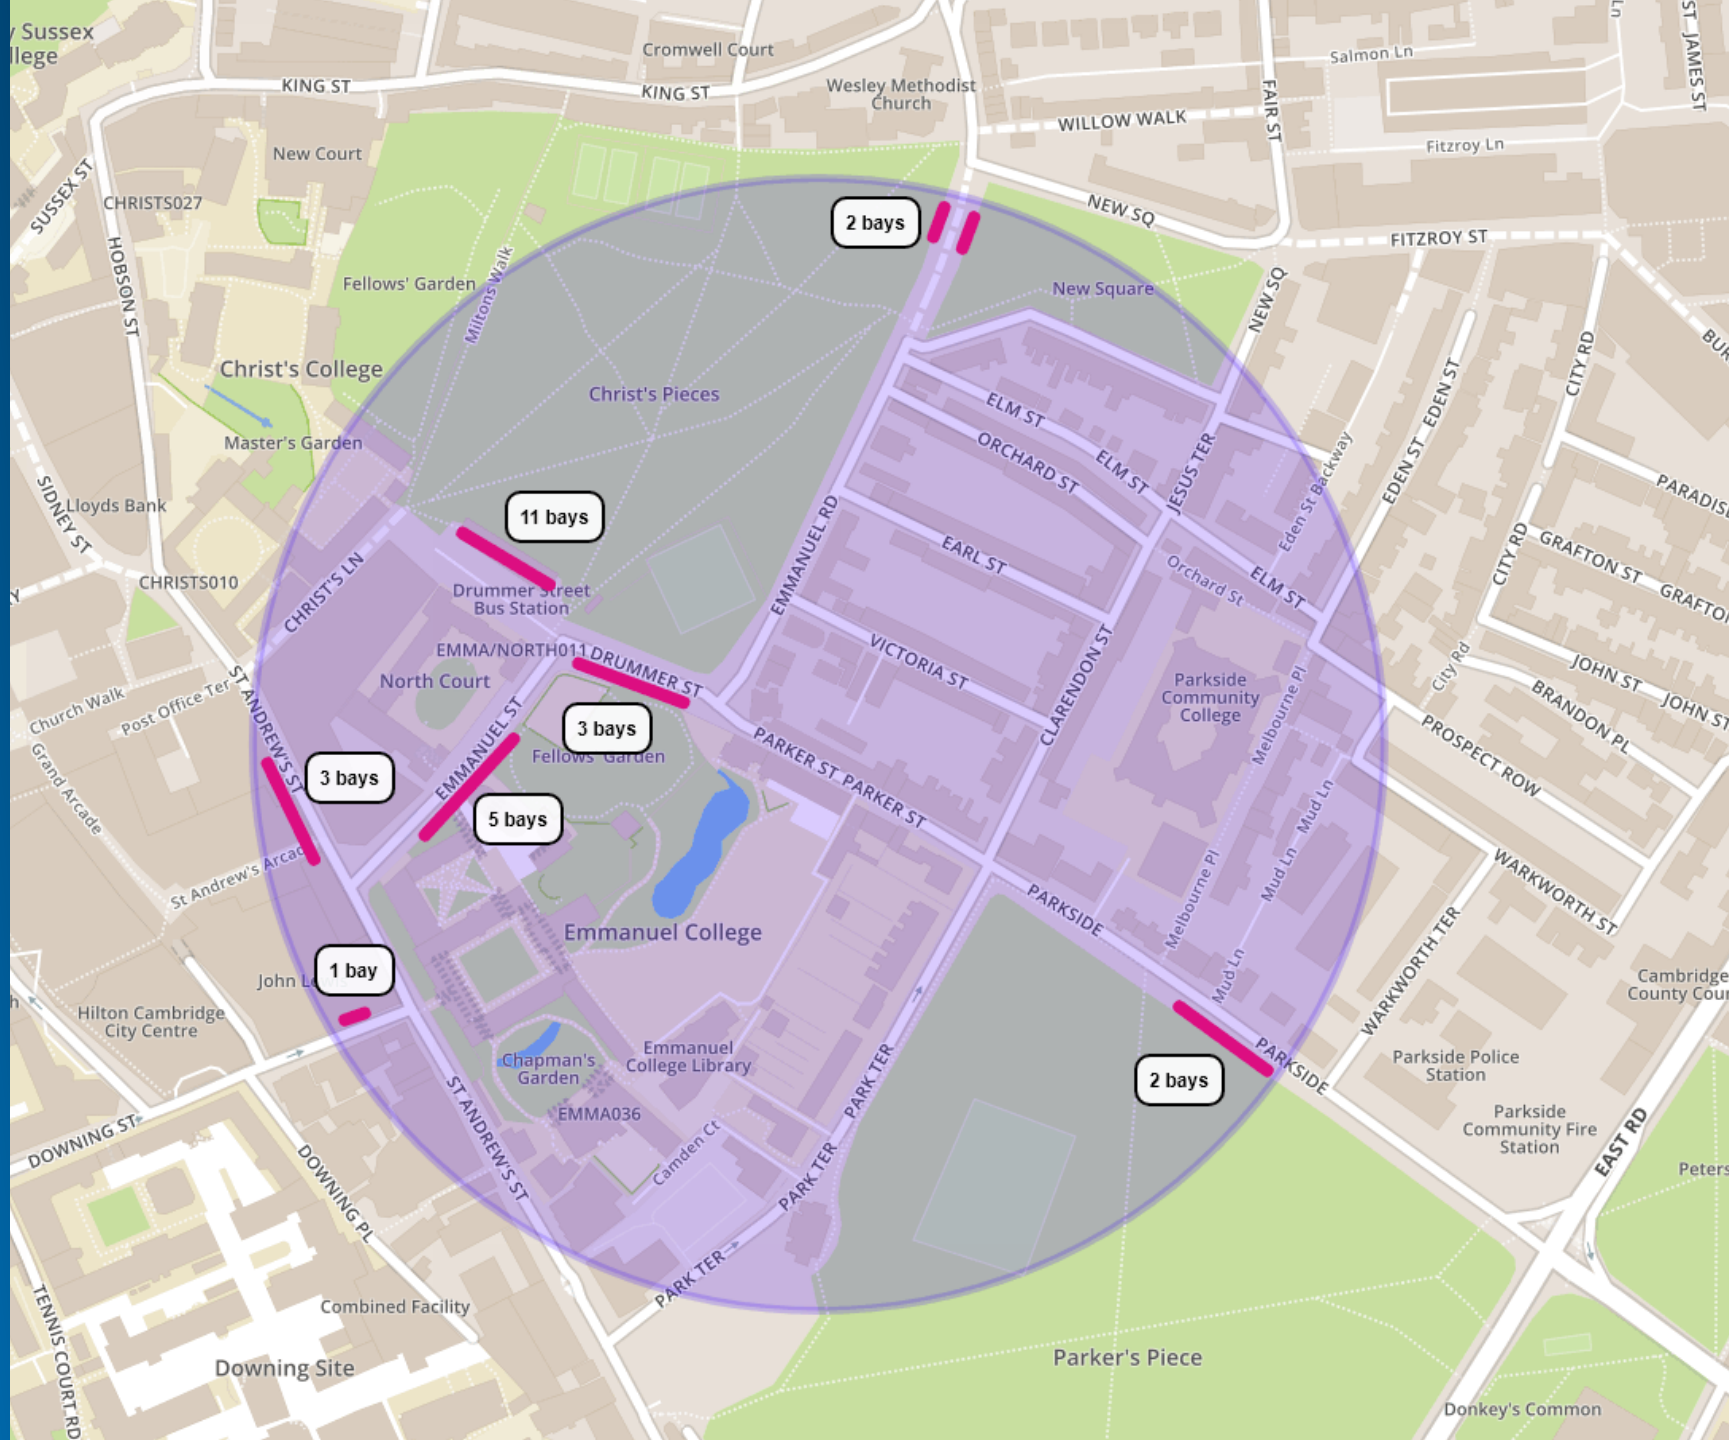 y Sussex
llege
Cromwell Court
KING ST
KING ST
Wesley Methodist
Church
WILLOW WALK
FAIR ST
Salmon Ln
Fitzroy Ln
Ln
ST JAMES ST
SUSSEX ST
New Court
CHRISTS027
HOBSON ST
Fellows' Garden
Miltons Walk
2 bays
NEW SQ
FITZROY ST
New Square
NEW SQ
Christ's College
Christ's Pieces
Master's Garden
ELM ST
ORCHARD ST
ELM ST
JESUS TER
Eden St Backway
EDEN ST
EDEN ST
CITY RD
BUR
PARADIS
SIDNEY ST
Lloyds Bank
CHRISTS010
CHRIST'S LN
11 bays
Drummer Street
Bus Station
EMMANUEL RD
EARL ST
Orchard St
ELM ST
CITY RD
GRAFTON ST
GRAFTO
EMMA/NORTH011
North Court
DRUMMER ST
VICTORIA ST
CLARENDON ST
Parkside
Community
College
City Rd
JOHN ST
JOHN ST
BRANDON PL
Church Walk
Post Office Ter
ST ANDREW'S ST
EMMANUEL ST
3 bays
Fellows' Garden
3 bays
5 bays
PARKER ST
PARKER ST
Melbourne Pl
Mud Ln
PROSPECT ROW
Grand Arcade
St Andrew's Arcad
Mud Ln
Melbourne Pl
WARKWORTH ST
Emmanuel College
PARKSIDE
1 bay
John L
Hilton Cambridge
City Centre
h
Mud Ln
WARKWORTH TER
Cambridge
County Coun
Chapman's
Garden
Emmanuel
College Library
EMMA036
PARK TER
2 bays
PARKSIDE
Parkside Police
Station
Parkside
Community Fire
Station
EAST RD
Peters
DOWNING ST
DOWNING PL
ST ANDREW'S ST
Camden Ct
PARK TER
PARK TER
TENNIS COURT RD
Combined Facility
Downing Site
Parker's Piece
Donkey's Common